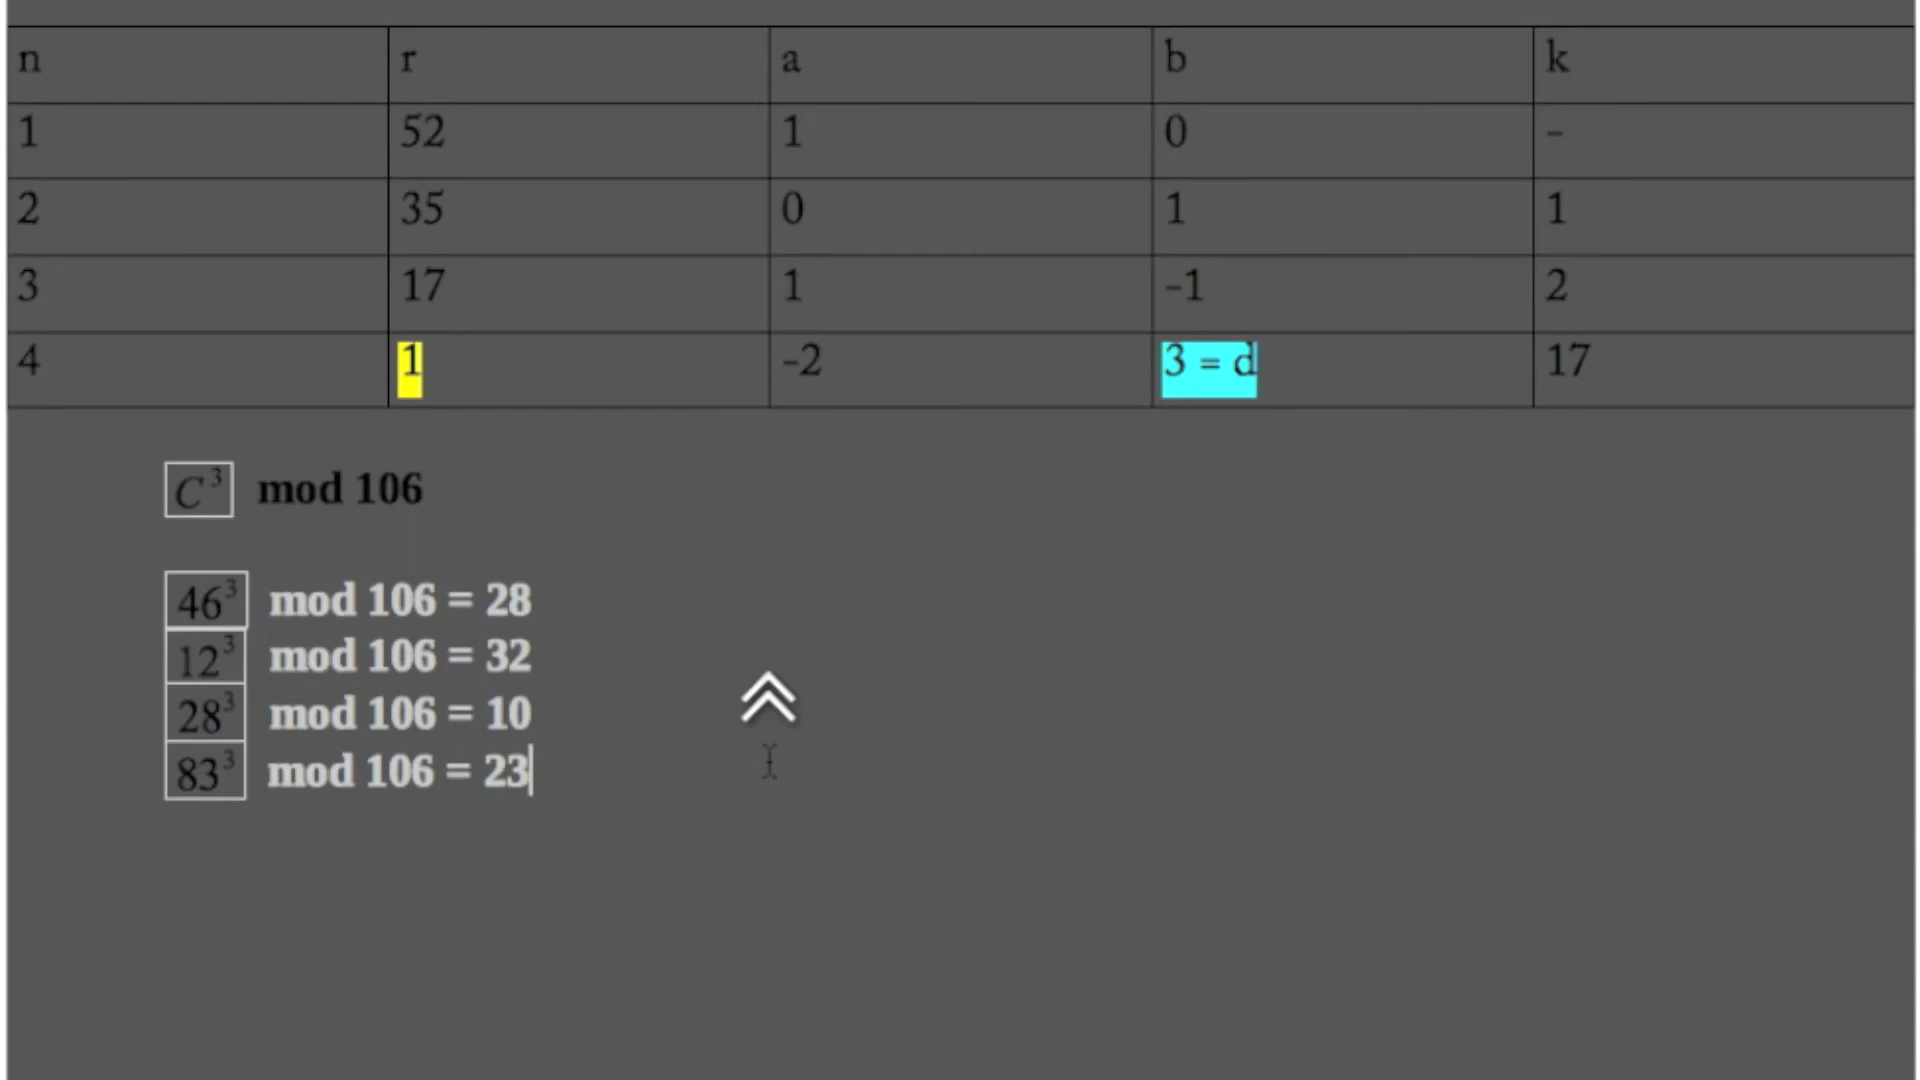 n r a b k
1 52 1 0 -
2 35 0 1 1
3 17 1 -1 2
4 1 -2 3 = d 17
C³ mod 106
46³ mod 106 = 28
12³ mod 106 = 32
28³ mod 106 = 10
83³ mod 106 = 23